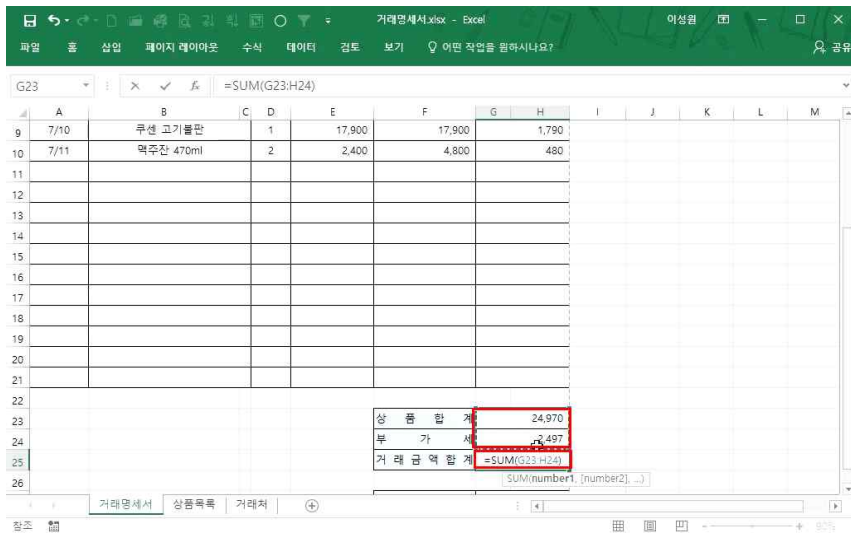 거래명세서.xlsx - Excel 이성원
파일 홈 삽입 페이지 레이아웃 수식 데이터 검토 보기 어떤 작업을 원하시나요? 공유
G23 fx =SUM(G23:H24)
A B C D E F G H I J K L M
9 7/10 쿠센 고기불판 1 17,900 17,900 1,790
10 7/11 맥주잔 470ml 2 2,400 4,800 480
11
12
13
14
15
16
17
18
19
20
21
22
23 상 품 합 계 24,970
24 부 가 세 2,497
25 거 래 금 액 합 계 =SUM(G23:H24)
26 SUM(number1, [number2], ...)
거래명세서 상품목록 거래처
참조 90%